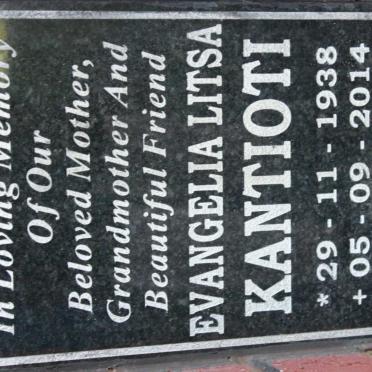 In Loving Memory
Of Our
Beloved Mother,
Grandmother And
Beautiful Friend
EVANGELIA LITSA
KANTIOTI
* 29 - 11 - 1938
+ 05 - 09 - 2014